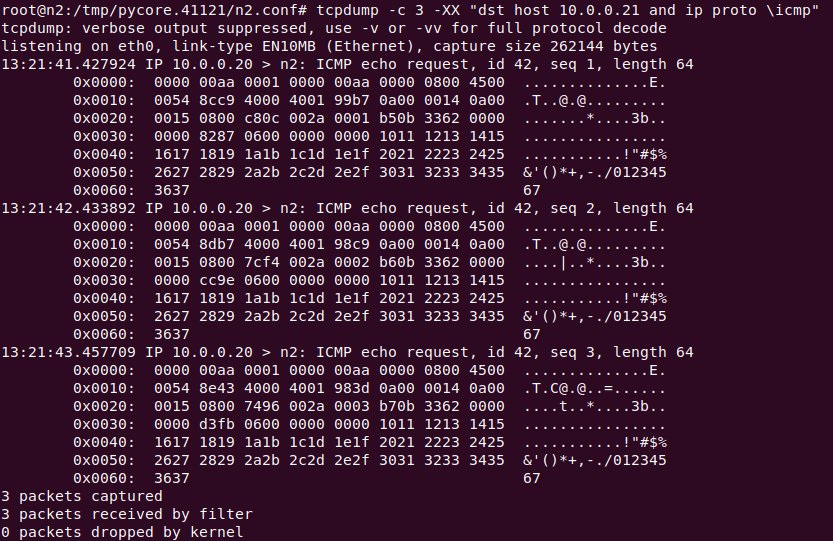 root@n2:/tmp/pycore.41121/n2.conf# tcpdump -c 3 -XX "dst host 10.0.0.21 and ip proto \icmp"
tcpdump: verbose output suppressed, use -v or -vv for full protocol decode
listening on eth0, link-type EN10MB (Ethernet), capture size 262144 bytes
13:21:41.427924 IP 10.0.0.20 > n2: ICMP echo request, id 42, seq 1, length 64
        0x0000:  0000 00aa 0001 0000 00aa 0000 0800 4500  ..............E.
        0x0010:  0054 8cc9 4000 4001 99b7 0a00 0014 0a00  .T..@.@.........
        0x0020:  0015 0800 c80c 002a 0001 b50b 3362 0000  .......*....3b..
        0x0030:  0000 8287 0600 0000 0000 1011 1213 1415  ................
        0x0040:  1617 1819 1a1b 1c1d 1e1f 2021 2223 2425  ...........!"#$%
        0x0050:  2627 2829 2a2b 2c2d 2e2f 3031 3233 3435  &'()*+,-./012345
        0x0060:  3637                                     67
13:21:42.433892 IP 10.0.0.20 > n2: ICMP echo request, id 42, seq 2, length 64
        0x0000:  0000 00aa 0001 0000 00aa 0000 0800 4500  ..............E.
        0x0010:  0054 8db7 4000 4001 98c9 0a00 0014 0a00  .T..@.@.........
        0x0020:  0015 0800 7cf4 002a 0002 b60b 3362 0000  ....|..*....3b..
        0x0030:  0000 cc9e 0600 0000 0000 1011 1213 1415  ................
        0x0040:  1617 1819 1a1b 1c1d 1e1f 2021 2223 2425  ...........!"#$%
        0x0050:  2627 2829 2a2b 2c2d 2e2f 3031 3233 3435  &'()*+,-./012345
        0x0060:  3637                                     67
13:21:43.457709 IP 10.0.0.20 > n2: ICMP echo request, id 42, seq 3, length 64
        0x0000:  0000 00aa 0001 0000 00aa 0000 0800 4500  ..............E.
        0x0010:  0054 8e43 4000 4001 983d 0a00 0014 0a00  .T.C@.@..=......
        0x0020:  0015 0800 7496 002a 0003 b70b 3362 0000  ....t..*....3b..
        0x0030:  0000 d3fb 0600 0000 0000 1011 1213 1415  ................
        0x0040:  1617 1819 1a1b 1c1d 1e1f 2021 2223 2425  ...........!"#$%
        0x0050:  2627 2829 2a2b 2c2d 2e2f 3031 3233 3435  &'()*+,-./012345
        0x0060:  3637                                     67
3 packets captured
3 packets received by filter
0 packets dropped by kernel